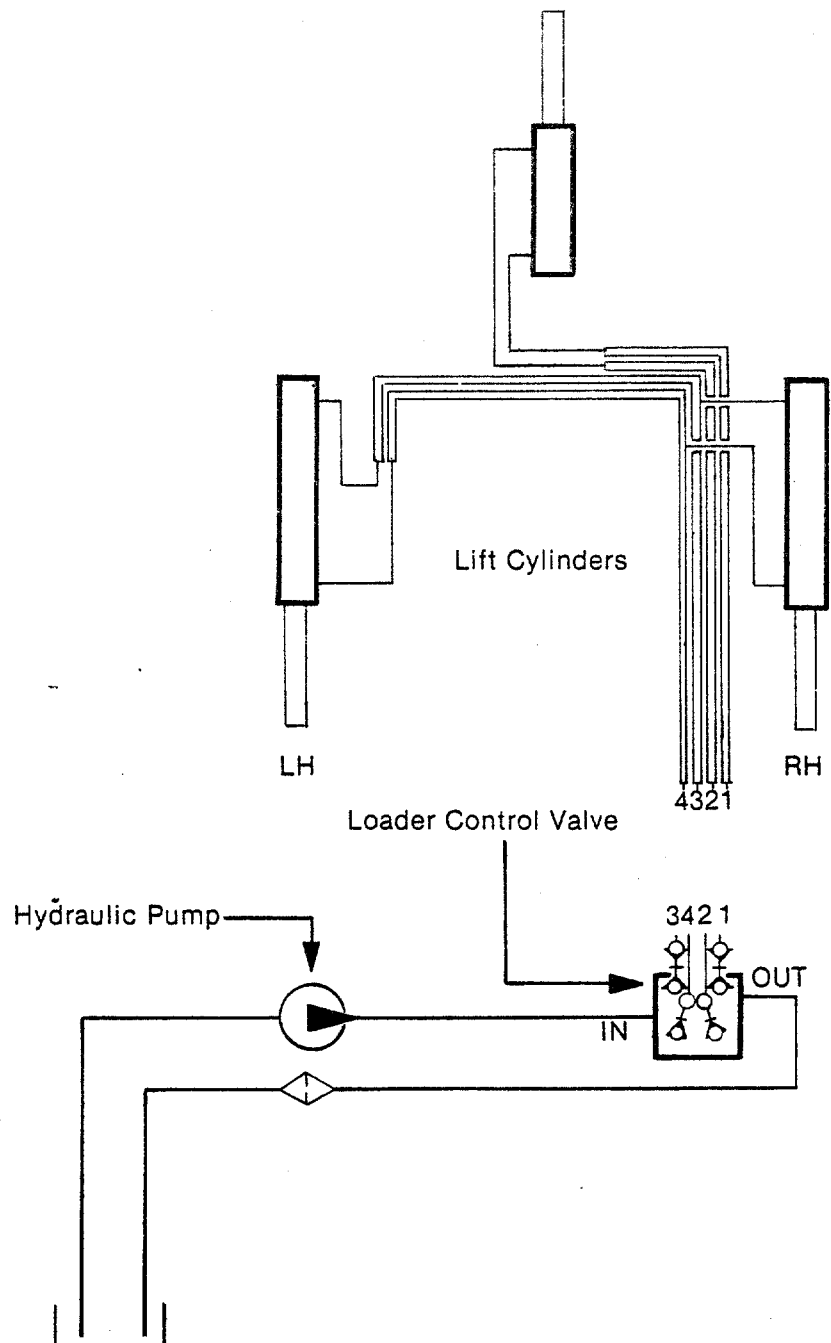 Lift Cylinders
LH
RH
4321
Loader Control Valve
Hydraulic Pump
3421
OUT
IN